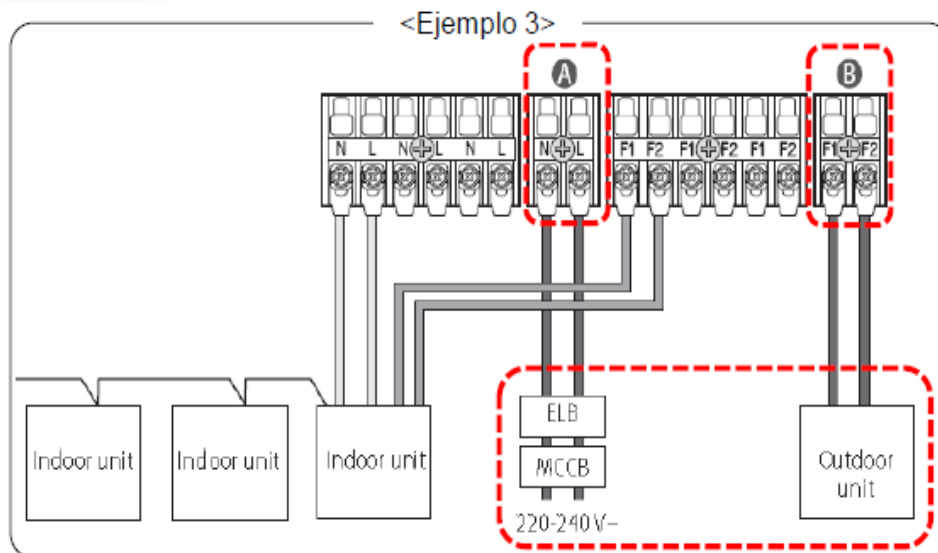 <Ejemplo 3>
A B
N L N L N L N L F1 F2 F1 F2 F1 F2 F1 F2
Indoor unit
Indoor unit
Indoor unit
ELB
MCCB
220-240 V~
Outdoor
unit